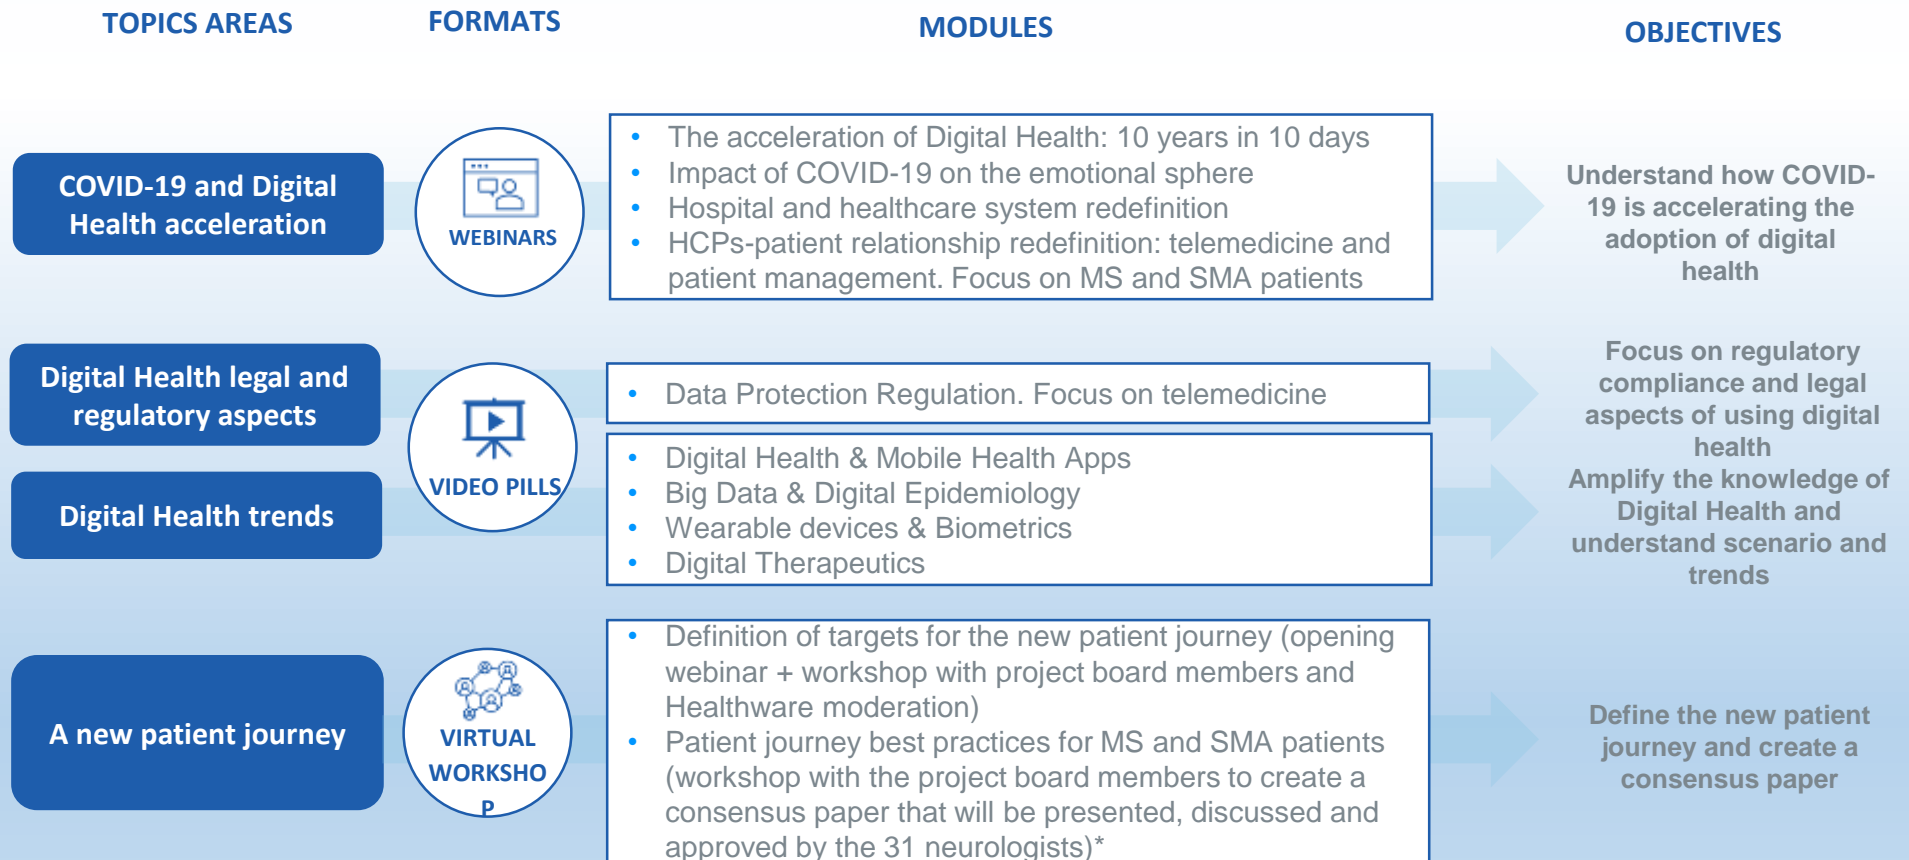 TOPICS AREAS
FORMATS
MODULES
OBJECTIVES
COVID-19 and Digital
Health acceleration
WEBINARS
• The acceleration of Digital Health: 10 years in 10 days
• Impact of COVID-19 on the emotional sphere
• Hospital and healthcare system redefinition
• HCPs-patient relationship redefinition: telemedicine and
patient management. Focus on MS and SMA patients
Understand how COVID-
19 is accelerating the
adoption of digital
health
Digital Health legal and
regulatory aspects
Digital Health trends
VIDEO PILLS
• Data Protection Regulation. Focus on telemedicine
• Digital Health & Mobile Health Apps
• Big Data & Digital Epidemiology
• Wearable devices & Biometrics
• Digital Therapeutics
Focus on regulatory
compliance and legal
aspects of using digital
health
Amplify the knowledge of
Digital Health and
understand scenario and
trends
A new patient journey
VIRTUAL
WORKSHO
P
• Definition of targets for the new patient journey (opening
webinar + workshop with project board members and
Healthware moderation)
• Patient journey best practices for MS and SMA patients
(workshop with the project board members to create a
consensus paper that will be presented, discussed and
approved by the 31 neurologists)*
Define the new patient
journey and create a
consensus paper